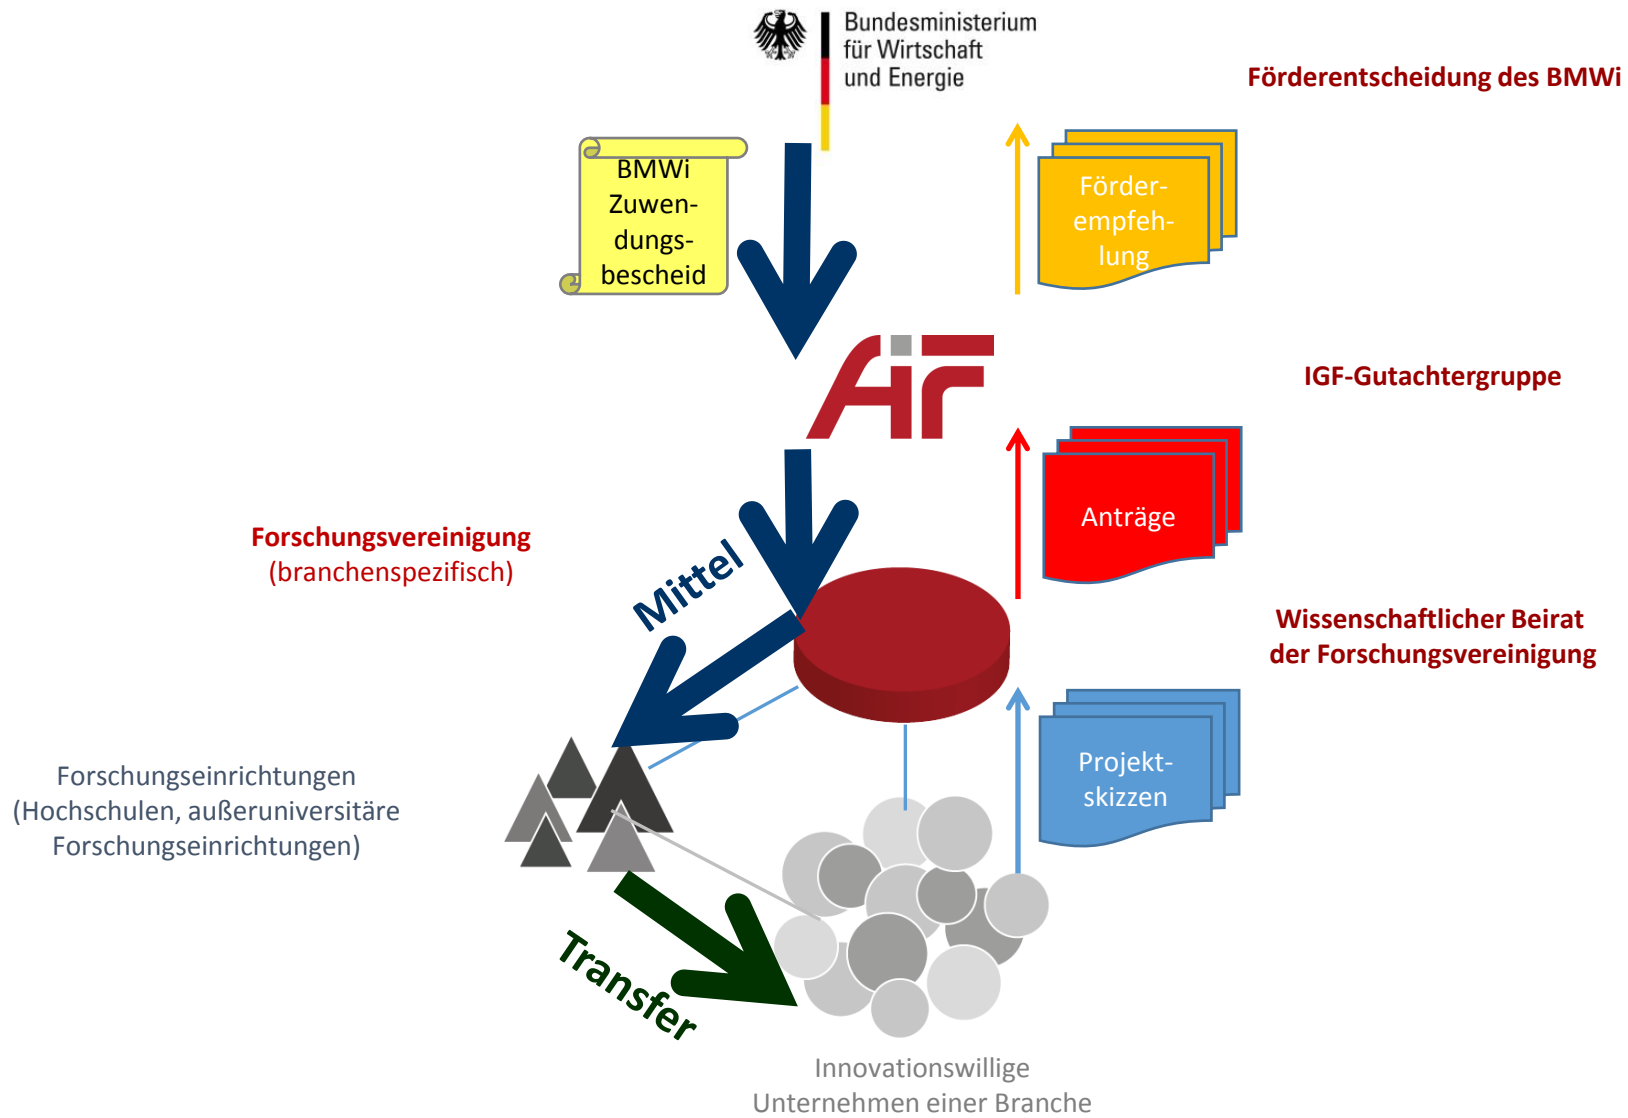 Bundesministerium
für Wirtschaft
und Energie
Förderentscheidung des BMWi
BMWi
Zuwen-
dungs-
bescheid
Förder-
empfeh-
lung
AiF
IGF-Gutachtergruppe
Anträge
Forschungsvereinigung
(branchenspezifisch)
Mittel
Wissenschaftlicher Beirat
der Forschungsvereinigung
Projekt-
skizzen
Forschungseinrichtungen
(Hochschulen, außeruniversitäre
Forschungseinrichtungen)
Transfer
Innovationswillige
Unternehmen einer Branche